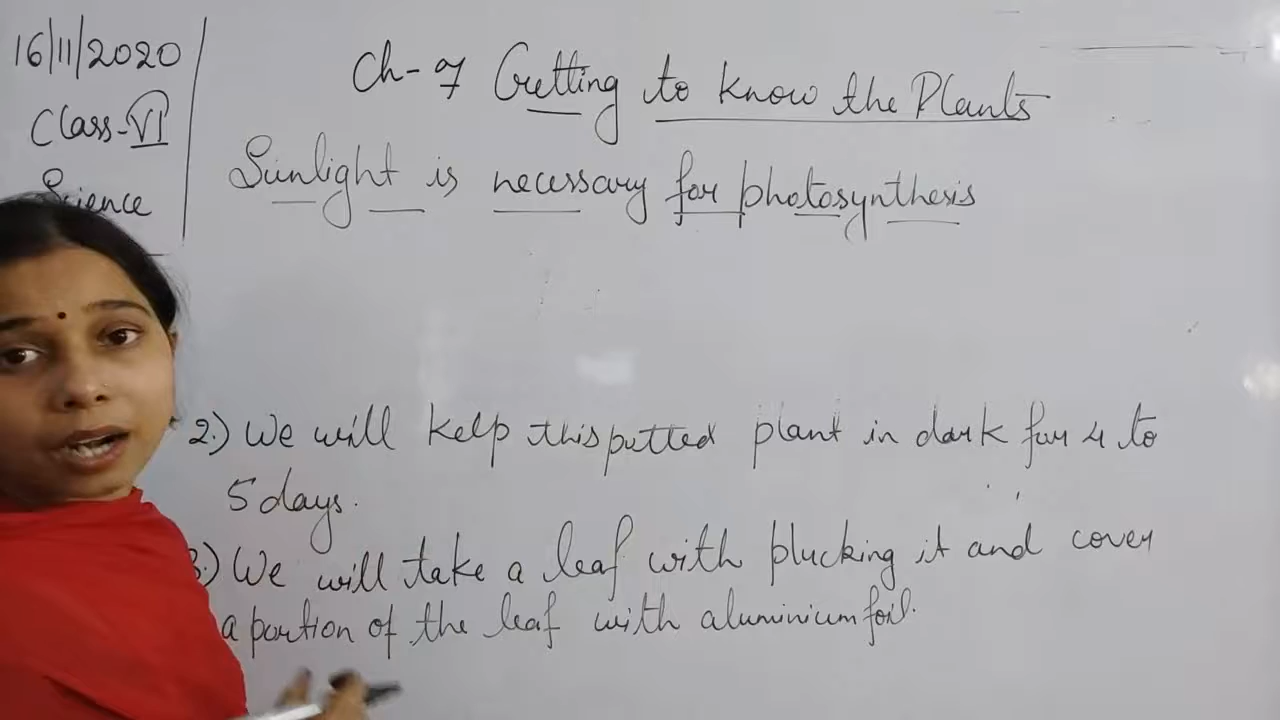 16/11/2020
Class-VI
Science
Ch-7 Getting to know the Plants
Sunlight is necessary for photosynthesis
2.) We will keep this potted plant in dark for 4 to
5 days.
3.) We will take a leaf with plucking it and cover
a portion of the leaf with aluminium foil.